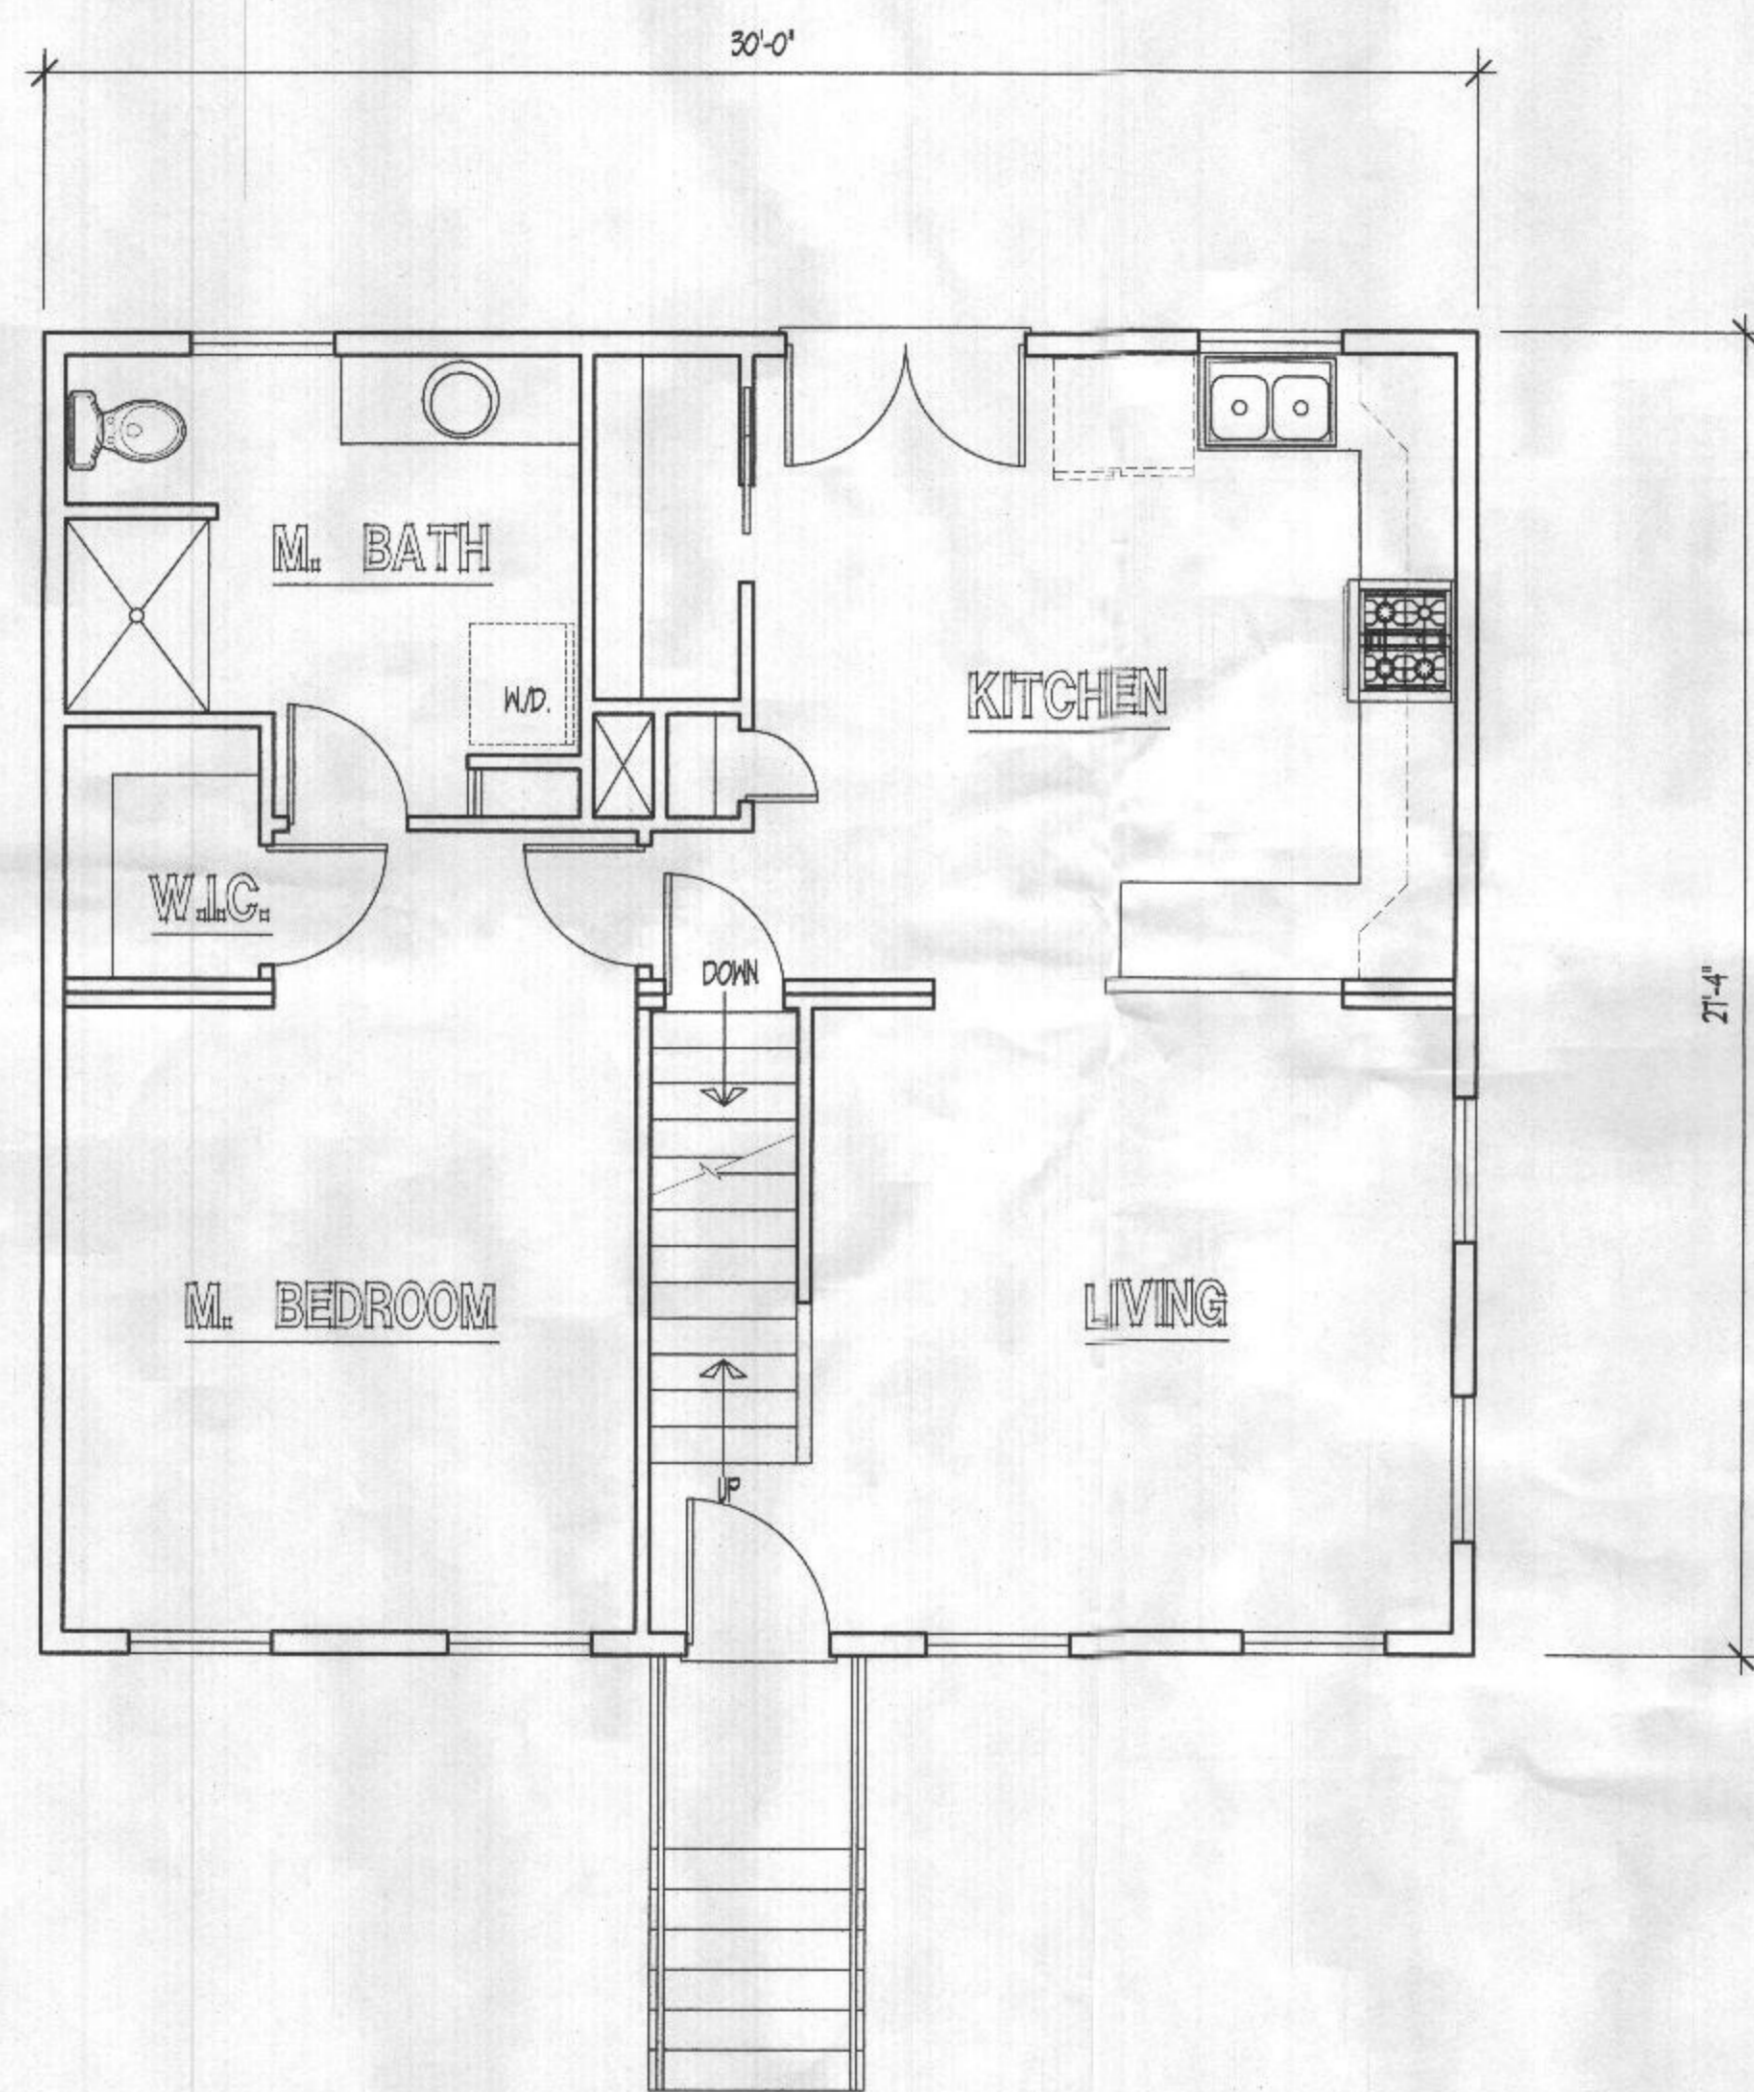 30'-0"
M. BATH
W./D.
KITCHEN
W.I.C.
DOWN
27'-4"
M. BEDROOM
LIVING
UP